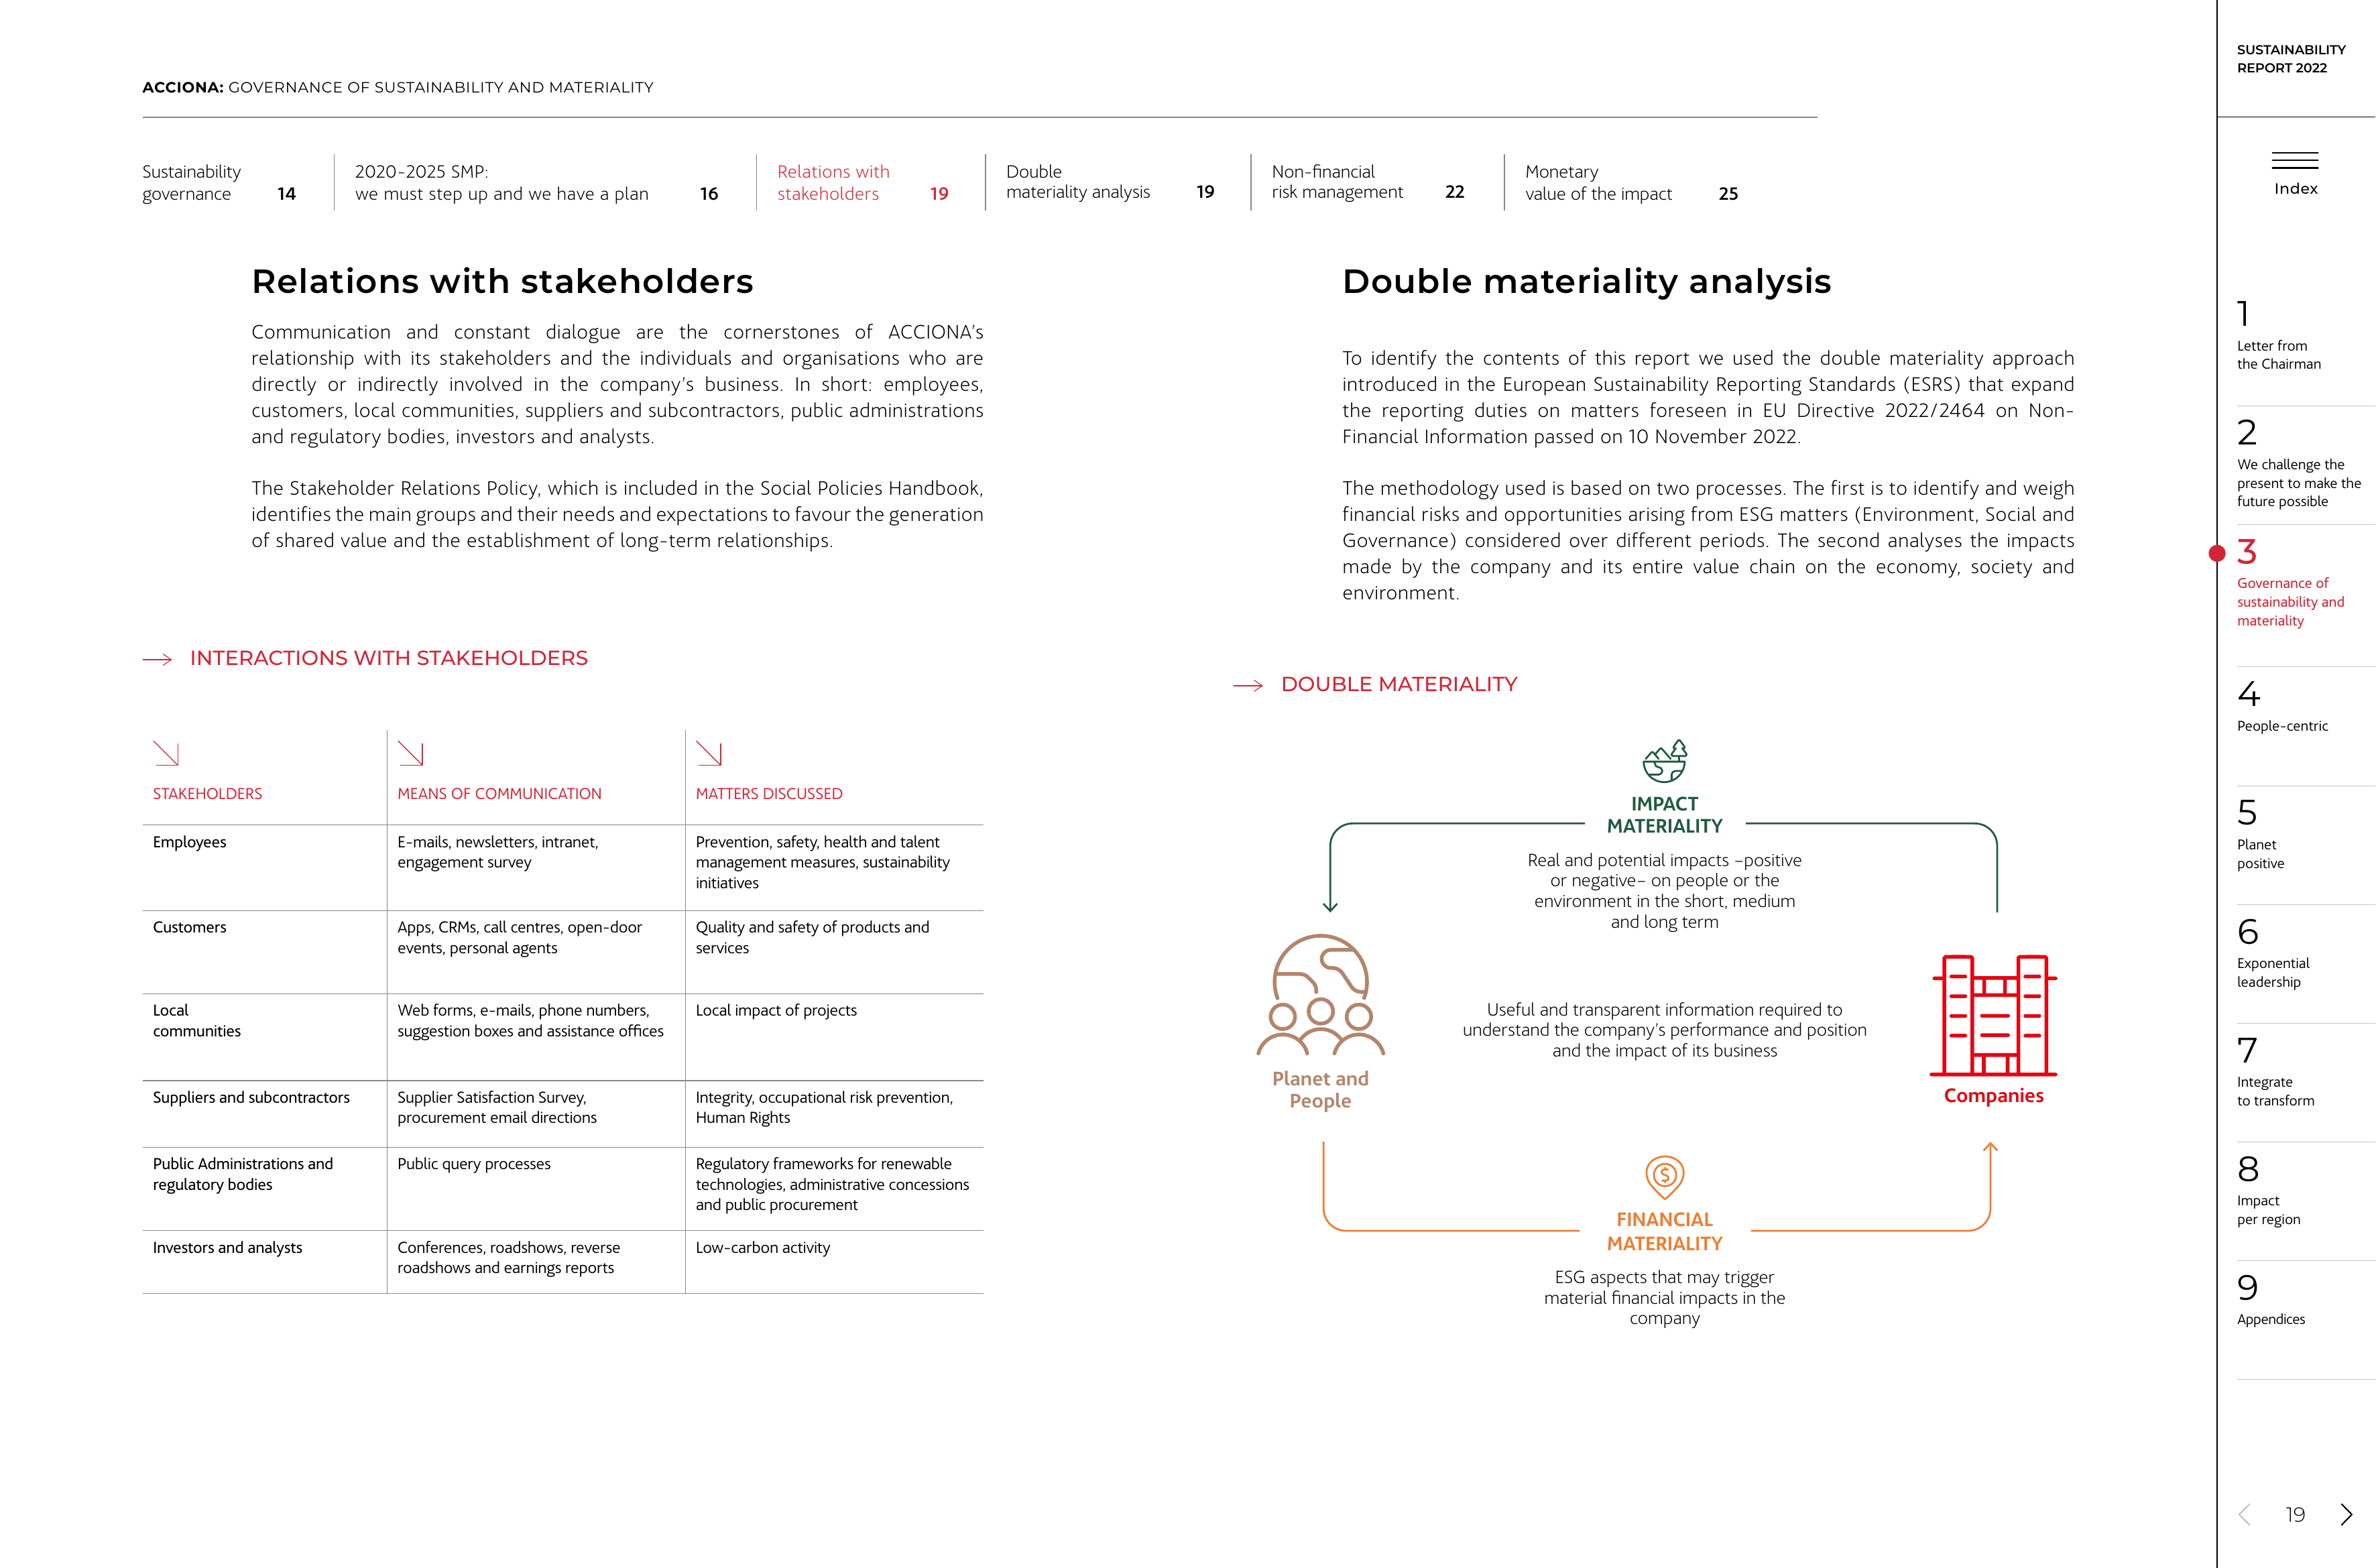 ACCIONA: GOVERNANCE OF SUSTAINABILITY AND MATERIALITY
Sustainability
governance 14
2020-2025 SMP:
we must step up and we have a plan 16
Relations with
stakeholders 19
Double
materiality analysis 19
Non-financial
risk management 22
Monetary
value of the impact 25
Relations with stakeholders
Communication and constant dialogue are the cornerstones of ACCIONA’s
relationship with its stakeholders and the individuals and organisations who are
directly or indirectly involved in the company’s business. In short: employees,
customers, local communities, suppliers and subcontractors, public administrations
and regulatory bodies, investors and analysts.
The Stakeholder Relations Policy, which is included in the Social Policies Handbook,
identifies the main groups and their needs and expectations to favour the generation
of shared value and the establishment of long-term relationships.
INTERACTIONS WITH STAKEHOLDERS
STAKEHOLDERS
MEANS OF COMMUNICATION
MATTERS DISCUSSED
Employees
E-mails, newsletters, intranet,
engagement survey
Prevention, safety, health and talent
management measures, sustainability
initiatives
Customers
Apps, CRMs, call centres, open-door
events, personal agents
Quality and safety of products and
services
Local
communities
Web forms, e-mails, phone numbers,
suggestion boxes and assistance offices
Local impact of projects
Suppliers and subcontractors
Supplier Satisfaction Survey,
procurement email directions
Integrity, occupational risk prevention,
Human Rights
Public Administrations and
regulatory bodies
Public query processes
Regulatory frameworks for renewable
technologies, administrative concessions
and public procurement
Investors and analysts
Conferences, roadshows, reverse
roadshows and earnings reports
Low-carbon activity
Double materiality analysis
To identify the contents of this report we used the double materiality approach
introduced in the European Sustainability Reporting Standards (ESRS) that expand
the reporting duties on matters foreseen in EU Directive 2022/2464 on Non-
Financial Information passed on 10 November 2022.
The methodology used is based on two processes. The first is to identify and weigh
financial risks and opportunities arising from ESG matters (Environment, Social and
Governance) considered over different periods. The second analyses the impacts
made by the company and its entire value chain on the economy, society and
environment.
DOUBLE MATERIALITY
IMPACT
MATERIALITY
Real and potential impacts –positive
or negative– on people or the
environment in the short, medium
and long term
Useful and transparent information required to
understand the company’s performance and position
and the impact of its business
Planet and
People
Companies
$
FINANCIAL
MATERIALITY
ESG aspects that may trigger
material financial impacts in the
company
SUSTAINABILITY
REPORT 2022
Index
1
Letter from
the Chairman
2
We challenge the
present to make the
future possible
3
Governance of
sustainability and
materiality
4
People-centric
5
Planet
positive
6
Exponential
leadership
7
Integrate
to transform
8
Impact
per region
9
Appendices
19